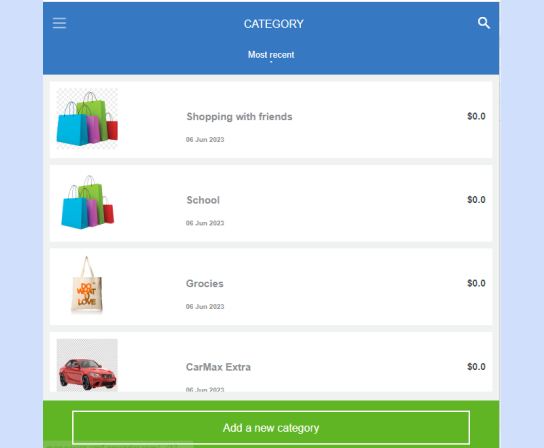 CATEGORY
Most recent
Shopping with friends
$0.0
06 Jun 2023
School
$0.0
06 Jun 2023
DO
WHAT
YOU
LOVE
Grocies
$0.0
06 Jun 2023
CarMax Extra
$0.0
06 Jun 2023
Add a new category